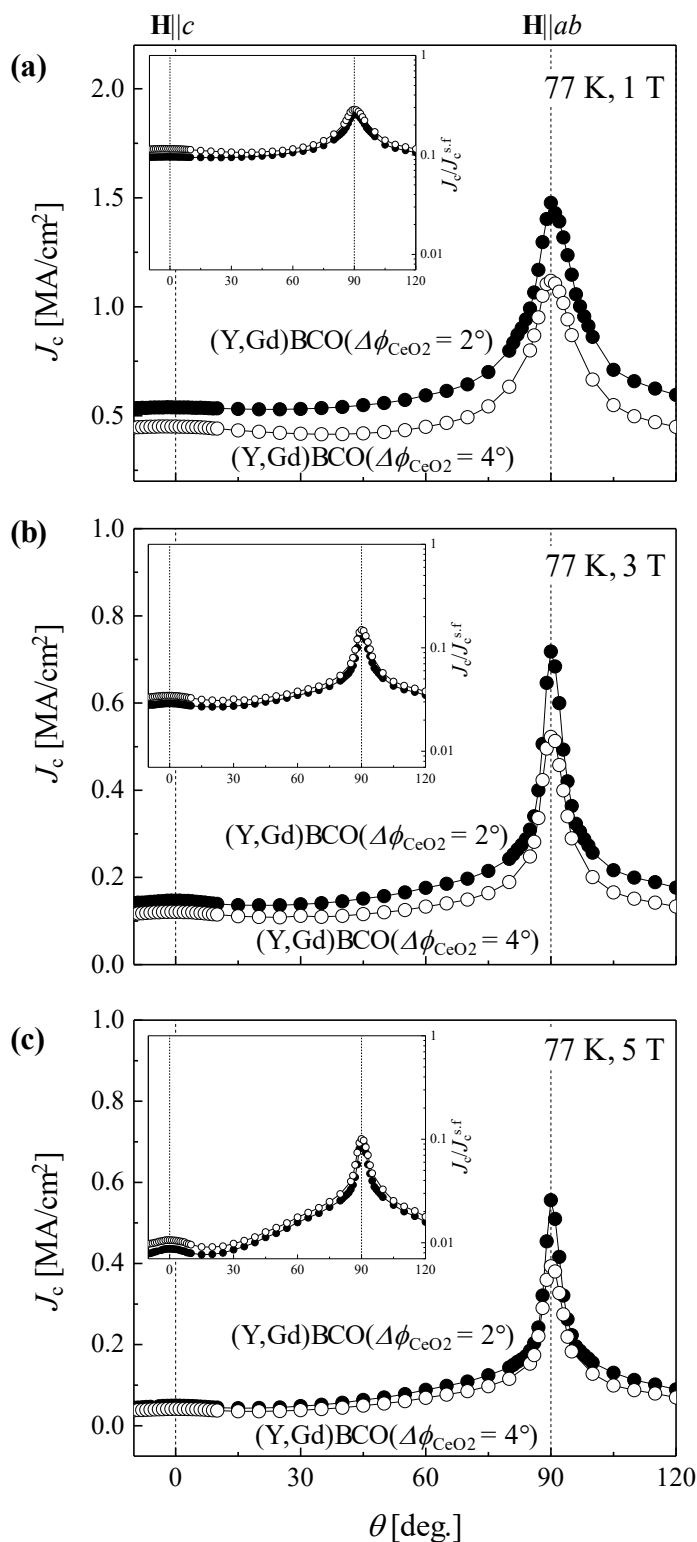 H||c H||ab
(a)
77 K, 1 T
2.0
1.5
1.0
0.5
J_c [MA/cm²]
(Y,Gd)BCO(Δϕ_CeO2 = 2°)
(Y,Gd)BCO(Δϕ_CeO2 = 4°)
1
0.1
0.01
J_c/J_c^s.f
0 30 60 90 120
(b)
77 K, 3 T
1.0
0.8
0.6
0.4
0.2
0.0
J_c [MA/cm²]
(Y,Gd)BCO(Δϕ_CeO2 = 2°)
(Y,Gd)BCO(Δϕ_CeO2 = 4°)
1
0.1
0.01
J_c/J_c^s.f
0 30 60 90 120
(c)
77 K, 5 T
1.0
0.8
0.6
0.4
0.2
0.0
J_c [MA/cm²]
(Y,Gd)BCO(Δϕ_CeO2 = 2°)
(Y,Gd)BCO(Δϕ_CeO2 = 4°)
1
0.1
0.01
J_c/J_c^s.f
0 30 60 90 120
0 30 60 90 120
θ [deg.]